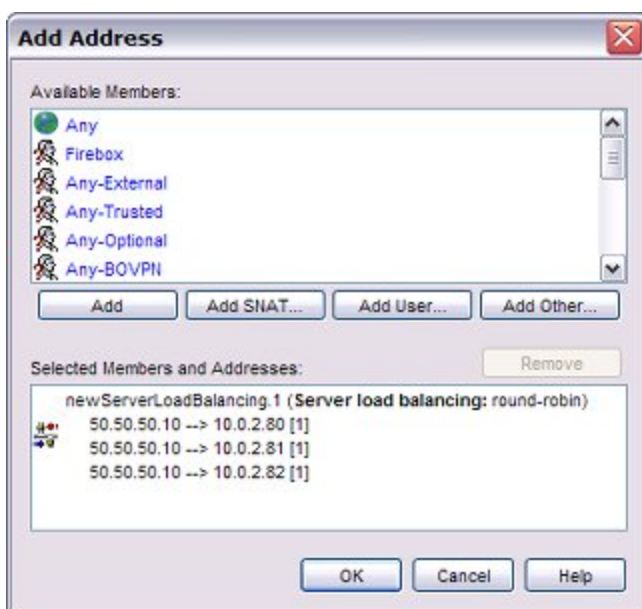 Add Address
Available Members:
Any
Firebox
Any-External
Any-Trusted
Any-Optional
Any-BOVPN
Add Add SNAT... Add User... Add Other...
Selected Members and Addresses: Remove
newServerLoadBalancing.1 (Server load balancing: round-robin)
50.50.50.10 --> 10.0.2.80 [1]
50.50.50.10 --> 10.0.2.81 [1]
50.50.50.10 --> 10.0.2.82 [1]
OK Cancel Help